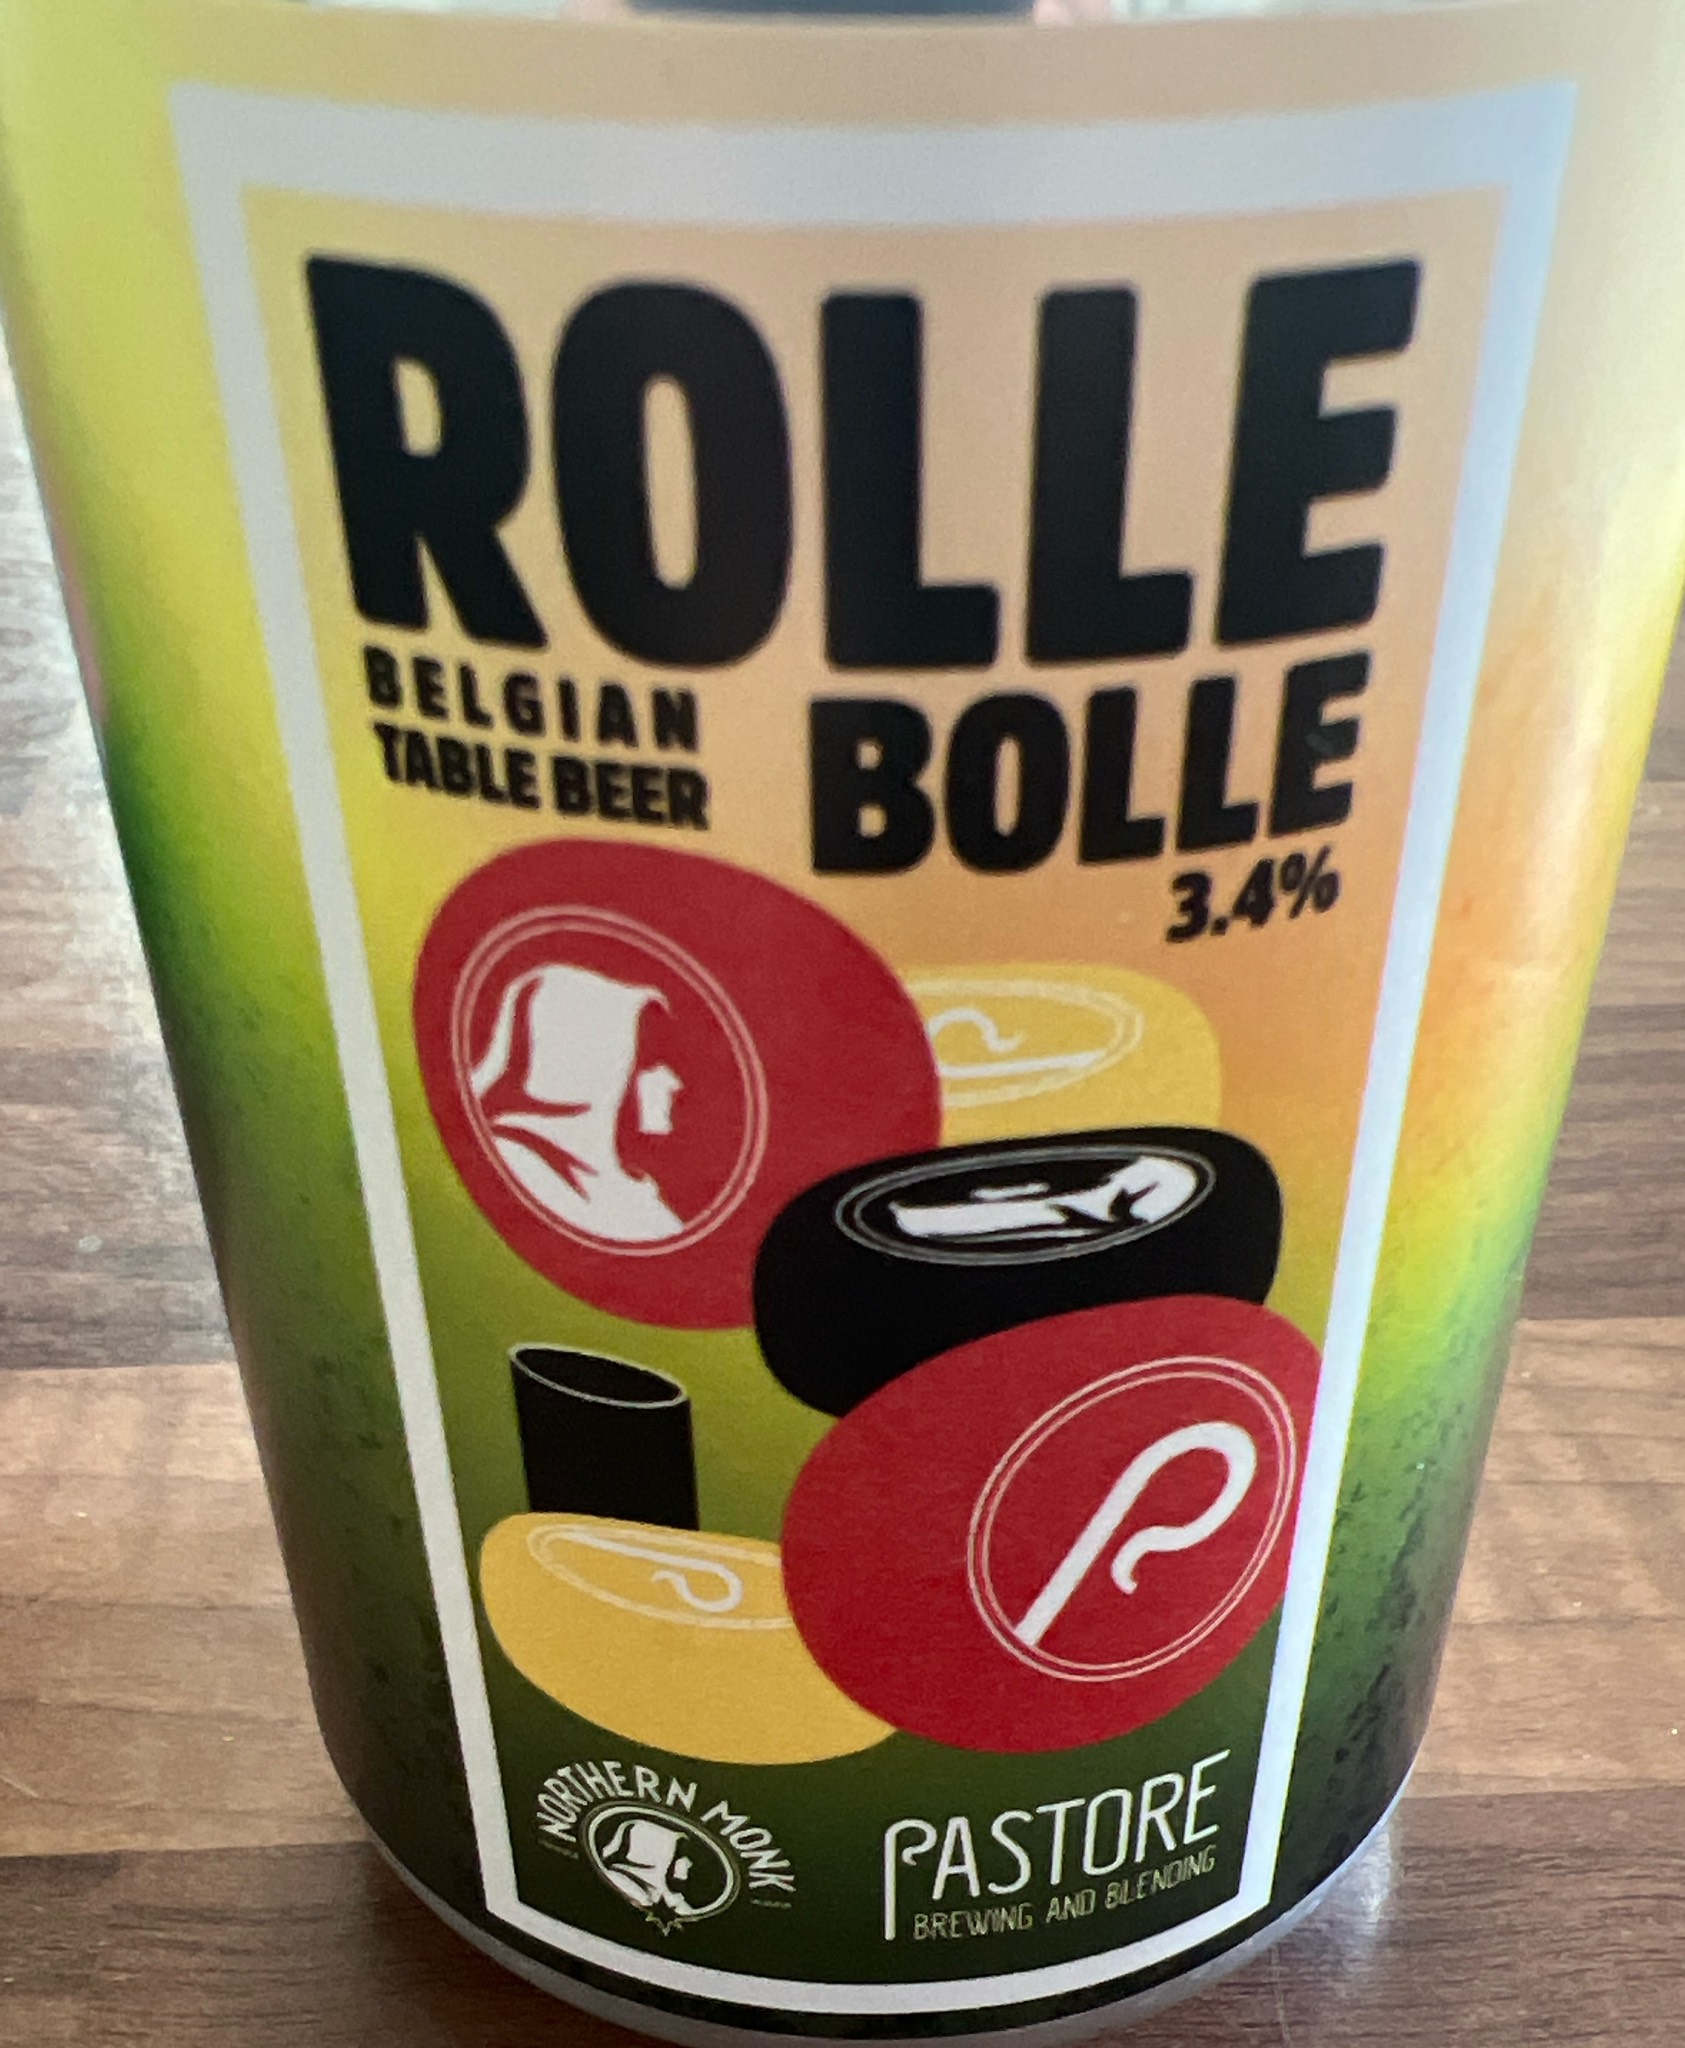 ROLLE
BELGIAN
TABLE BEER
BOLLE
3.4%
NORTHERN MONK
PASTORE
BREWING AND BLENDING